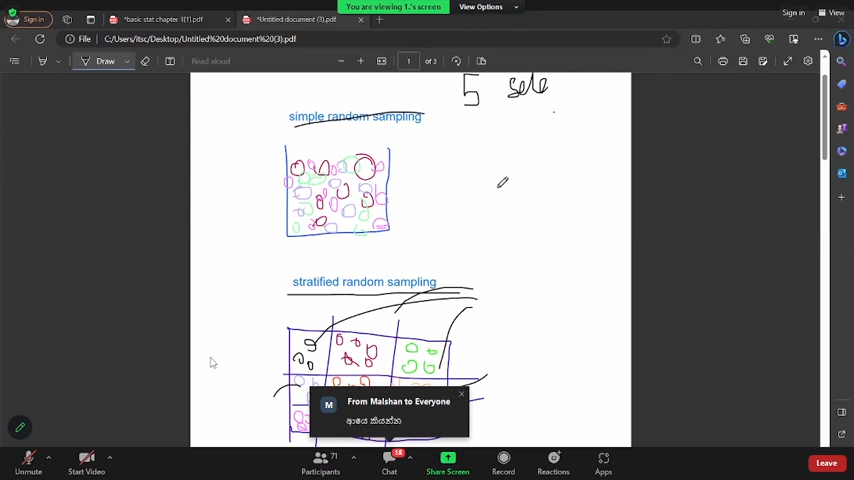 You are viewing 1.'s screen
View Options
Sign in
View
Sign in
*basic stat chapter 1[1].pdf
*Untitled document (3).pdf
File
C:/Users/itsc/Desktop/Untitled%20document%20(3).pdf
Draw
Read aloud
1
of 3
5
simple random sampling
stratified random sampling
M
From Malshan to Everyone
ආයෙ කියන්න
Unmute
Start Video
71
Participants
18
Chat
Share Screen
Record
Reactions
Apps
Leave